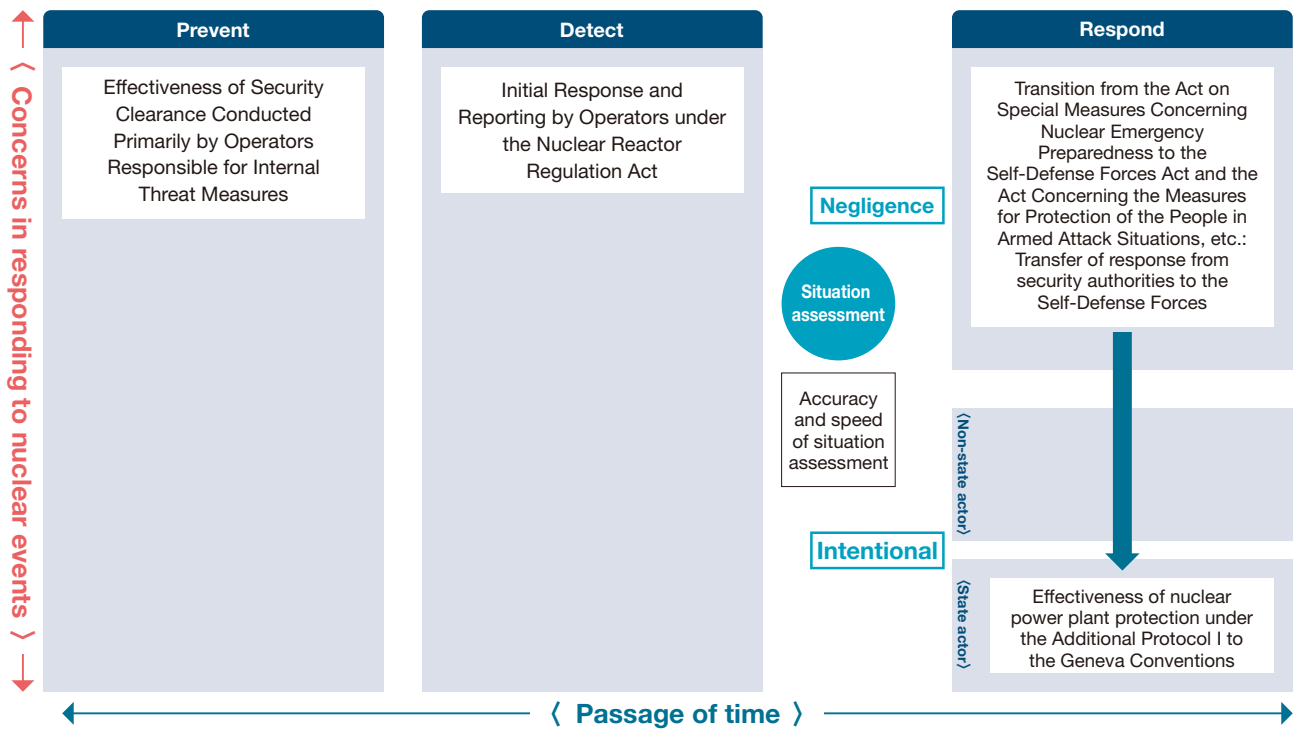 〈 Concerns in responding to nuclear events 〉
Prevent
Effectiveness of Security
Clearance Conducted
Primarily by Operators
Responsible for Internal
Threat Measures
Detect
Initial Response and
Reporting by Operators under
the Nuclear Reactor
Regulation Act
Negligence
Situation
assessment
Accuracy
and speed
of situation
assessment
Intentional
Respond
Transition from the Act on
Special Measures Concerning
Nuclear Emergency
Preparedness to the
Self-Defense Forces Act and the
Act Concerning the Measures
for Protection of the People in
Armed Attack Situations, etc.:
Transfer of response from
security authorities to the
Self-Defense Forces
〈Non-state actor〉
〈State actor〉
Effectiveness of nuclear
power plant protection under
the Additional Protocol I to
the Geneva Conventions
〈 Passage of time 〉